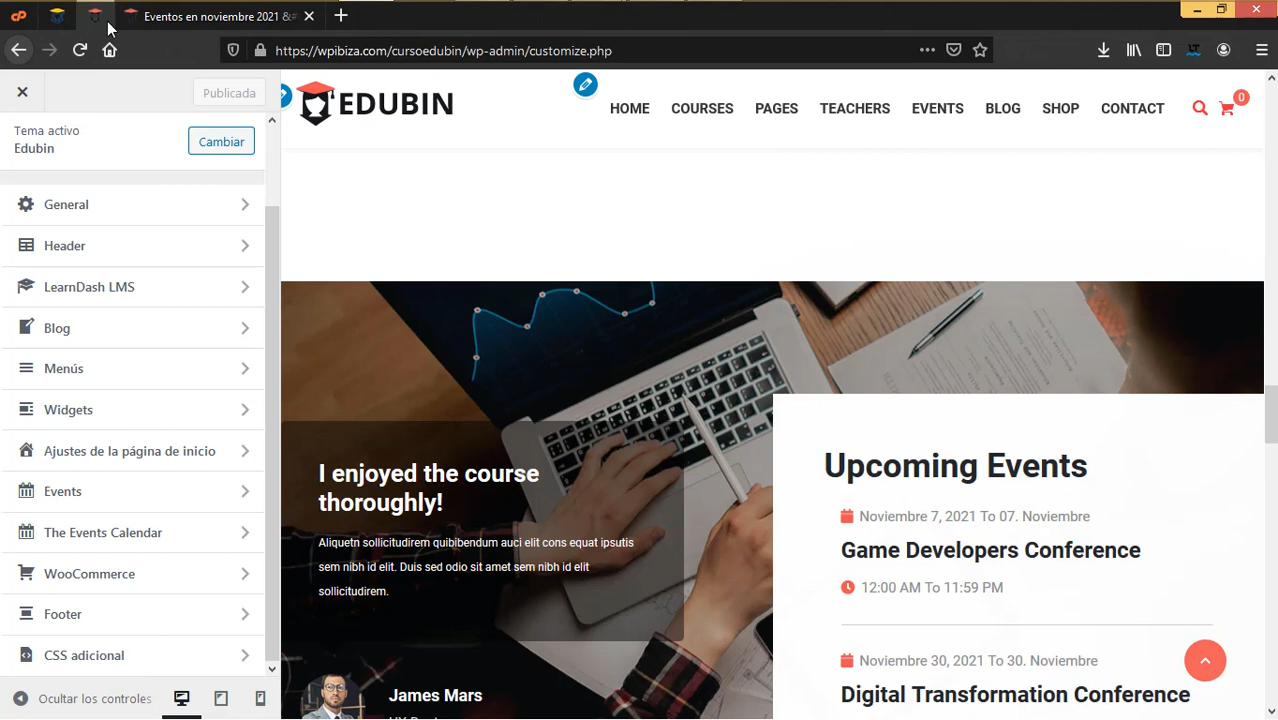 Eventos en noviembre 2021 &#
https://wpibiza.com/cursoedubin/wp-admin/customize.php
Publicada
Tema activo
Edubin
Cambiar
General
Header
LearnDash LMS
Blog
Menús
Widgets
Ajustes de la página de inicio
Events
The Events Calendar
WooCommerce
Footer
CSS adicional
Ocultar los controles
EDUBIN
HOME COURSES PAGES TEACHERS EVENTS BLOG SHOP CONTACT 0
I enjoyed the course
thoroughly!
Aliquetn sollicitudirem quibibendum auci elit cons equat ipsutis
sem nibh id elit. Duis sed odio sit amet sem nibh id elit
sollicitudirem.
James Mars
Upcoming Events
Noviembre 7, 2021 To 07. Noviembre
Game Developers Conference
12:00 AM To 11:59 PM
Noviembre 30, 2021 To 30. Noviembre
Digital Transformation Conference